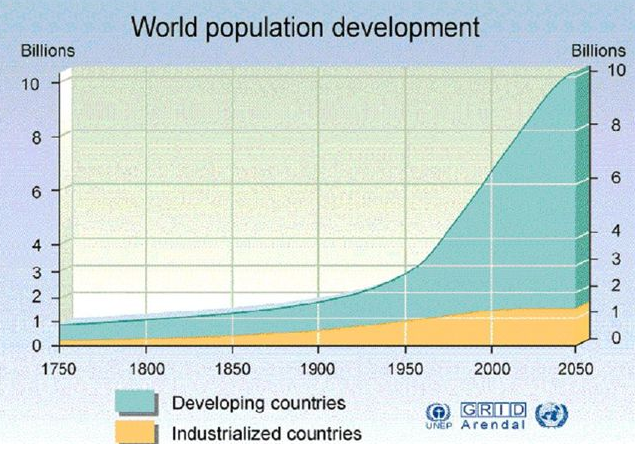 World population development
Billions
Billions
10
8
6
4
3
2
1
0
10
8
6
4
3
2
1
0
1750 1800 1850 1900 1950 2000 2050
Developing countries
Industrialized countries
UNEP
GRID
Arendal